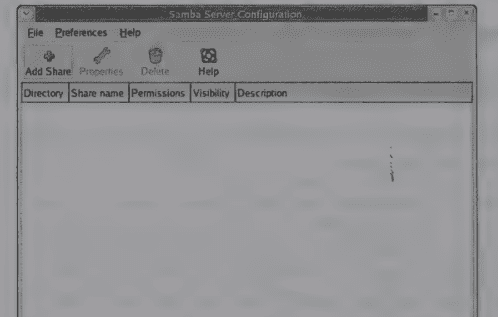 Samba Server Configuration
File Preferences Help
Add Share Properties Delete Help
Directory Share name Permissions Visibility Description